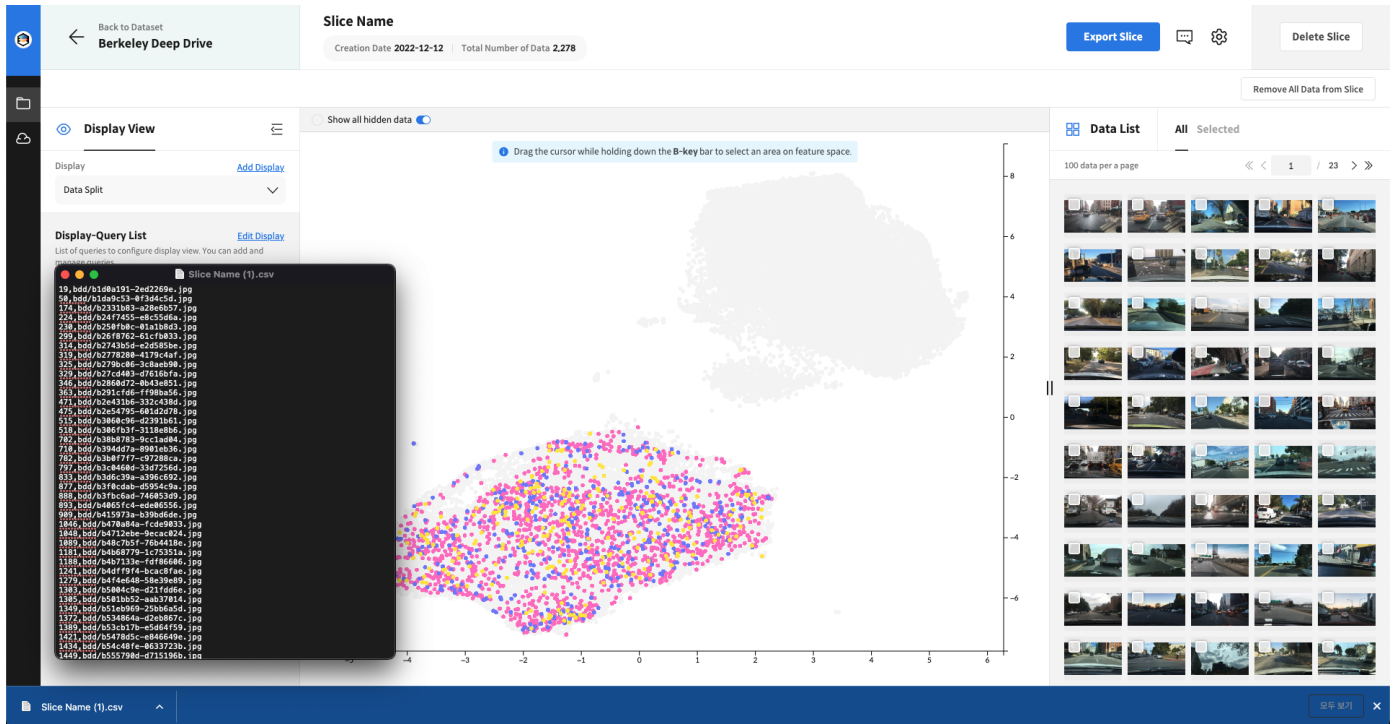 Back to Dataset
Berkeley Deep Drive
Slice Name
Creation Date 2022-12-12 | Total Number of Data 2,278
Export Slice
Delete Slice
Remove All Data from Slice
Display View
Display
Add Display
Data Split
Display-Query List
Edit Display
List of queries to configure display view. You can add and
manage queries.
Show all hidden data
Drag the cursor while holding down the B-key bar to select an area on feature space.
Slice Name (1).csv
19,bdd/b1d0a191-2ed2269e.jpg
50,bdd/b1da9c53-0f3d4c5d.jpg
174,bdd/b2331b83-a28e6b57.jpg
224,bdd/b24f7455-e8c55d6a.jpg
230,bdd/b250fb0c-01a1b8d3.jpg
299,bdd/b26f8762-61cfb033.jpg
314,bdd/b2743b5d-e2d585be.jpg
319,bdd/b2778280-4179c4af.jpg
325,bdd/b279bc06-3c8aeb90.jpg
329,bdd/b27cd403-d7616bfa.jpg
346,bdd/b2860d72-0b43e851.jpg
363,bdd/b291cfd6-ff98ba56.jpg
471,bdd/b2e431b6-332c438d.jpg
475,bdd/b2e54795-601d2d78.jpg
515,bdd/b3060c96-d2391b61.jpg
518,bdd/b306fb3f-3118e8b6.jpg
702,bdd/b38b8783-9cc1ad04.jpg
710,bdd/b394dd7a-8901eb36.jpg
782,bdd/b3b0f7f7-c97288ca.jpg
797,bdd/b3c0460d-33d7256d.jpg
833,bdd/b3d6c39a-a396c692.jpg
877,bdd/b3f0cdab-d5954c9a.jpg
888,bdd/b3fbc6ad-746053d9.jpg
893,bdd/b4065fc4-ede06556.jpg
909,bdd/b415973a-b39bd6de.jpg
1046,bdd/b470a84a-fcde9033.jpg
1048,bdd/b4712ebe-9ecac024.jpg
1089,bdd/b48c7b5f-76b4418e.jpg
1181,bdd/b4b68779-1c75351a.jpg
1188,bdd/b4b7133e-fdf86606.jpg
1241,bdd/b4dff9f4-bcac8fae.jpg
1279,bdd/b4f4e648-58e39e89.jpg
1303,bdd/b5004c9e-d21fdd6e.jpg
1305,bdd/b501bb52-aab37014.jpg
1349,bdd/b51eb969-25bb6a5d.jpg
1372,bdd/b534864a-d2eb867c.jpg
1389,bdd/b53cb17b-e5d64f59.jpg
1421,bdd/b5478d5c-e846649e.jpg
1434,bdd/b54c48fe-0633723b.jpg
1449,bdd/b555790d-d715196b.jpg
8
6
4
2
0
-2
-4
-6
-5 -4 -3 -2 -1 0 1 2 3 4 5 6
Data List
All Selected
100 data per a page
1 / 23
Slice Name (1).csv
모두 보기